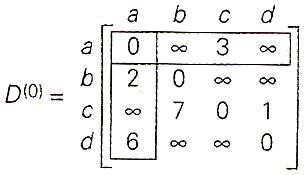 a b c d
a 0 ∞ 3 ∞
b 2 0 ∞ ∞
D(0) = c ∞ 7 0 1
d 6 ∞ ∞ 0